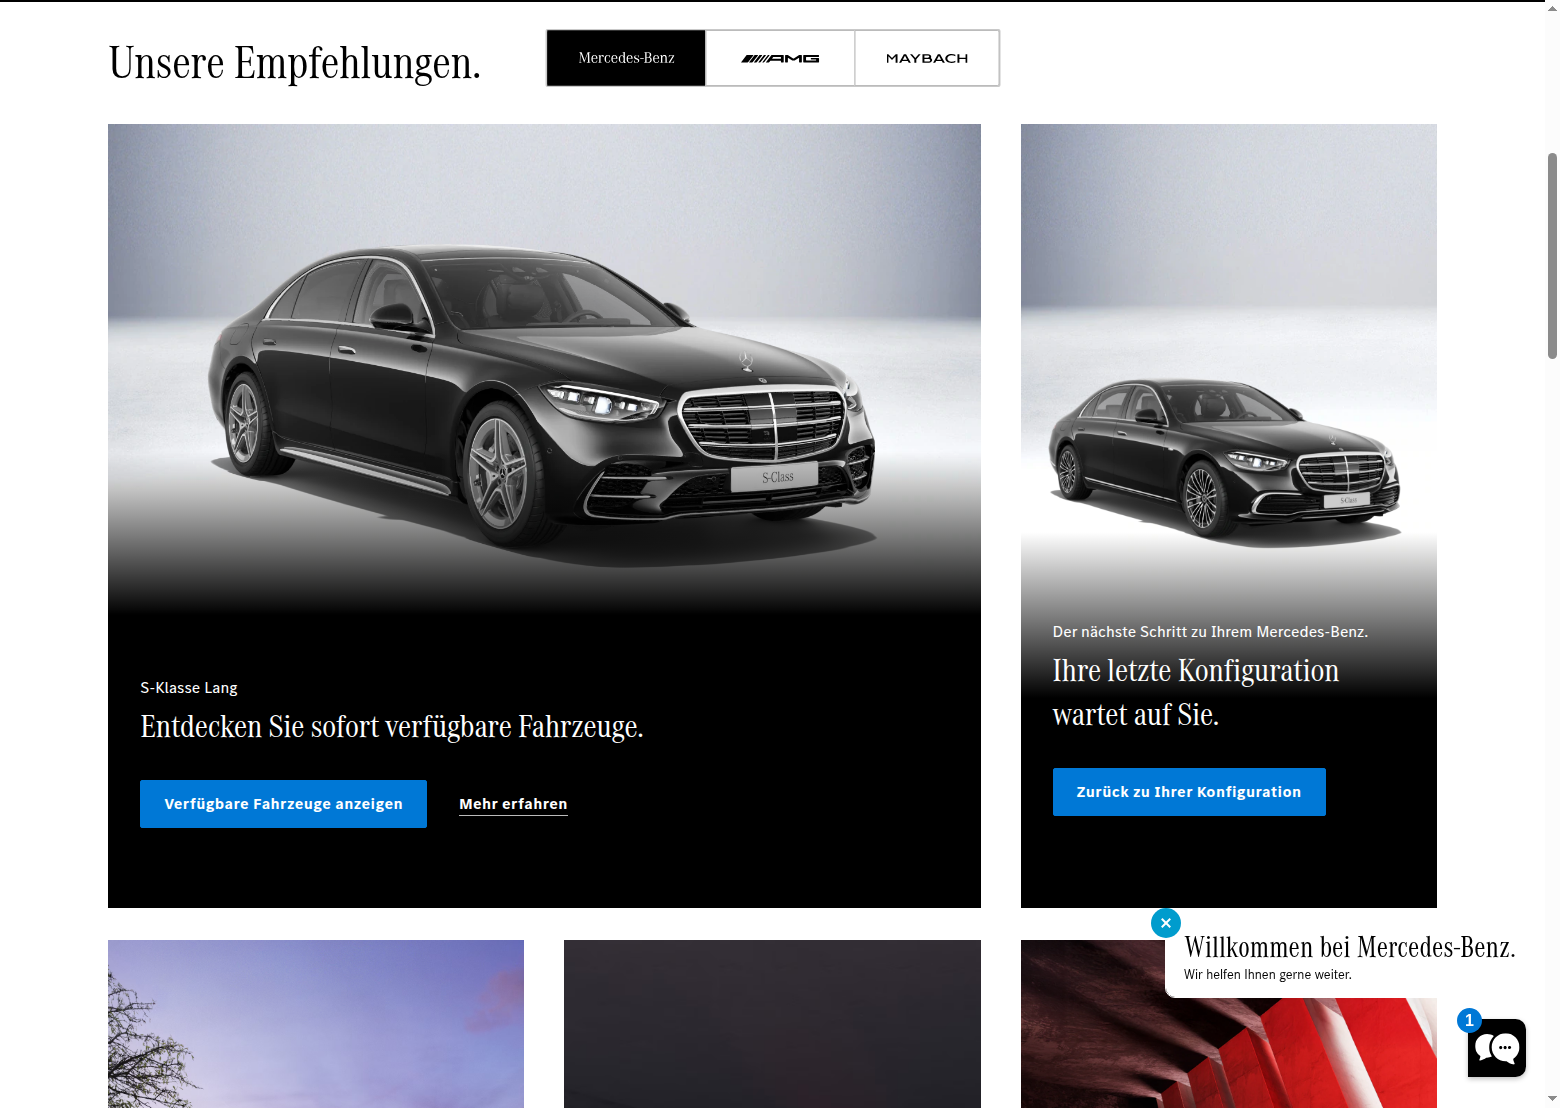 Unsere Empfehlungen.
Mercedes-Benz
AMG
MAYBACH
S-Class
S-Class
S-Klasse Lang
Entdecken Sie sofort verfügbare Fahrzeuge.
Verfügbare Fahrzeuge anzeigen
Mehr erfahren
Der nächste Schritt zu Ihrem Mercedes-Benz.
Ihre letzte Konfiguration
wartet auf Sie.
Zurück zu Ihrer Konfiguration
Willkommen bei Mercedes-Benz.
Wir helfen Ihnen gerne weiter.
1